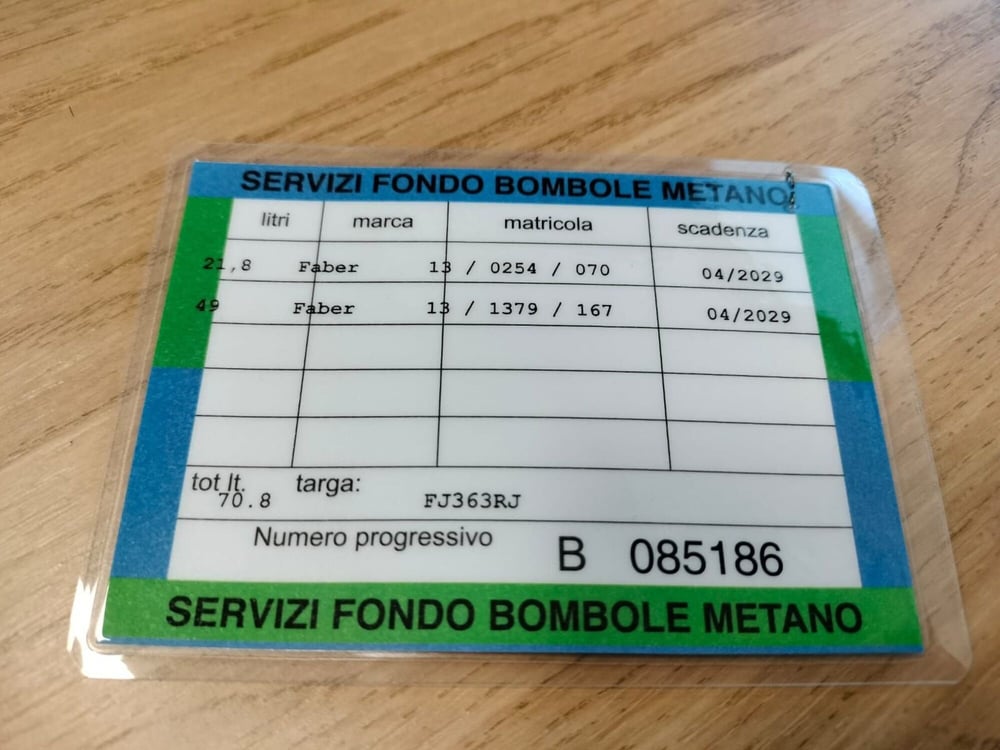 SERVIZI FONDO BOMBOLE METANO
litri marca matricola scadenza
21,8 Faber 13 / 0254 / 070 04/2029
49 Faber 13 / 1379 / 167 04/2029
tot lt. targa:
70.8 FJ363RJ
Numero progressivo B 085186
SERVIZI FONDO BOMBOLE METANO